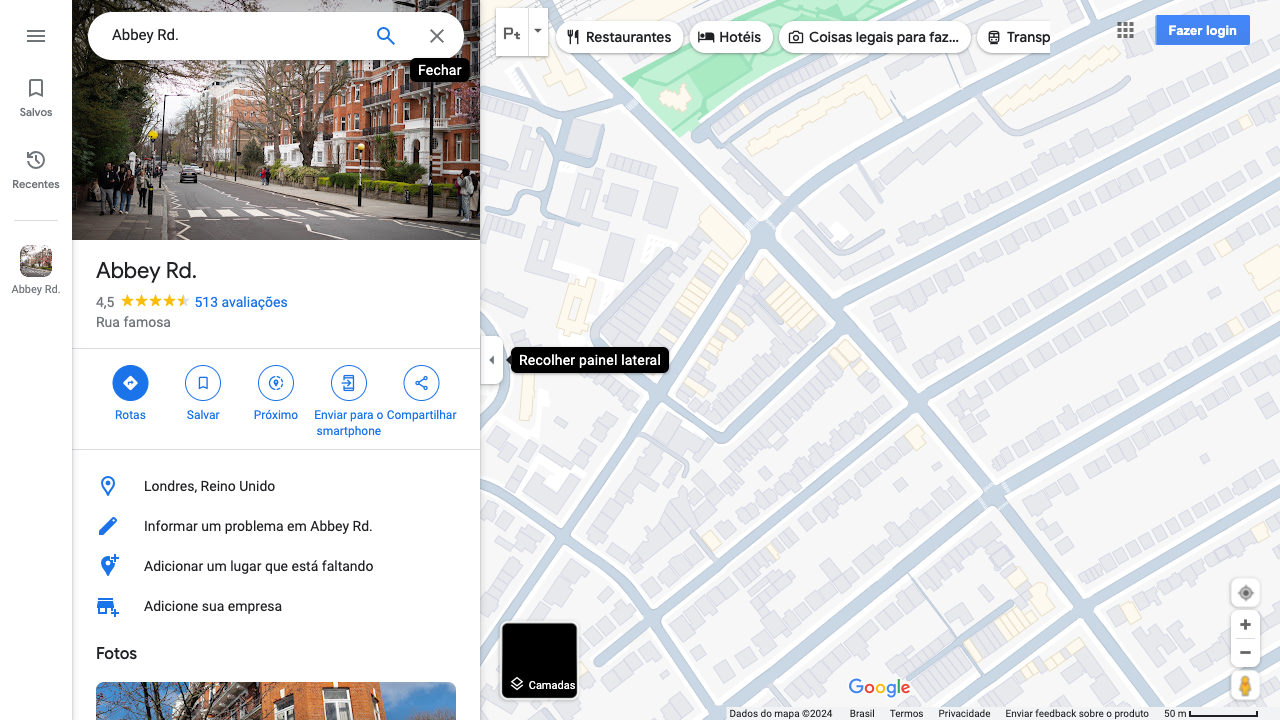 Abbey Rd.
Fechar
Salvos
Recentes
Abbey Rd.
Abbey Rd.
4,5 513 avaliações
Rua famosa
Rotas
Salvar
Próximo
Enviar para o smartphone
Compartilhar
Londres, Reino Unido
Informar um problema em Abbey Rd.
Adicionar um lugar que está faltando
Adicione sua empresa
Fotos
Recolher painel lateral
Restaurantes
Hotéis
Coisas legais para faz...
Transp
Fazer login
Camadas
Google
Dados do mapa ©2024 Brasil Termos Privacidade Enviar feedback sobre o produto 50 m